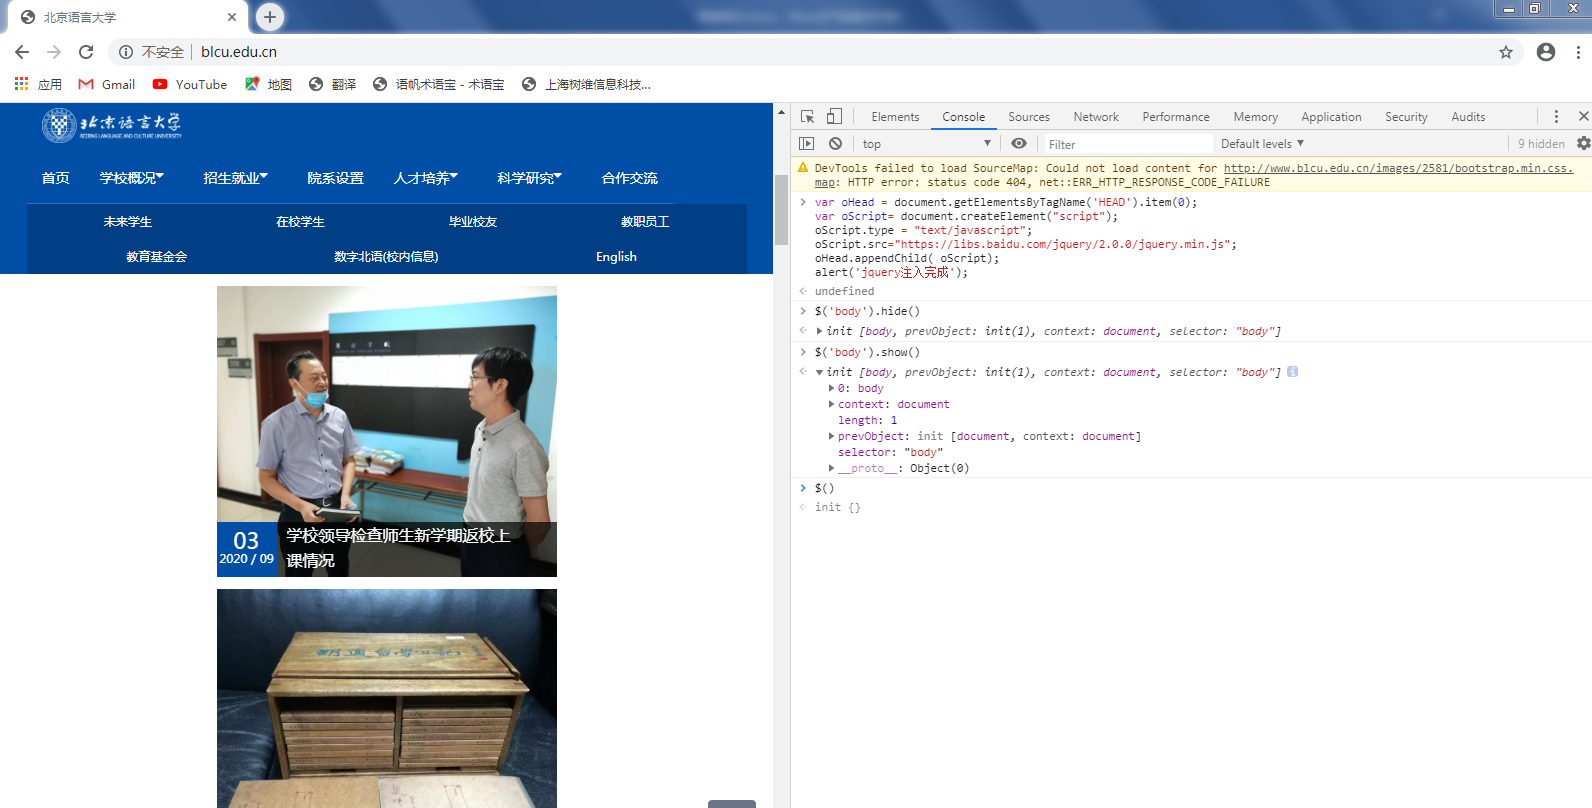 北京语言大学
不安全
blcu.edu.cn
应用
Gmail
YouTube
地图
翻译
语帆术语宝 - 术语宝
上海树维信息科技...
北京语言大学
BEIJING LANGUAGE AND CULTURE UNIVERSITY
首页 学校概况 招生就业 院系设置 人才培养 科学研究 合作交流
未来学生 在校学生 毕业校友 教职员工
教育基金会 数字北语(校内信息) English
03
2020 / 09
学校领导检查师生新学期返校上
课情况
Elements Console Sources Network Performance Memory Application Security Audits
top Filter Default levels 9 hidden
DevTools failed to load SourceMap: Could not load content for http://www.blcu.edu.cn/images/2581/bootstrap.min.css.
map: HTTP error: status code 404, net::ERR_HTTP_RESPONSE_CODE_FAILURE
var oHead = document.getElementsByTagName('HEAD').item(0);
var oScript= document.createElement("script");
oScript.type = "text/javascript";
oScript.src="https://libs.baidu.com/jquery/2.0.0/jquery.min.js";
oHead.appendChild( oScript);
alert('jquery注入完成');
undefined
$('body').hide()
init [body, prevObject: init(1), context: document, selector: "body"]
$('body').show()
init [body, prevObject: init(1), context: document, selector: "body"]
0: body
context: document
length: 1
prevObject: init [document, context: document]
selector: "body"
__proto__: Object(0)
$()
init {}